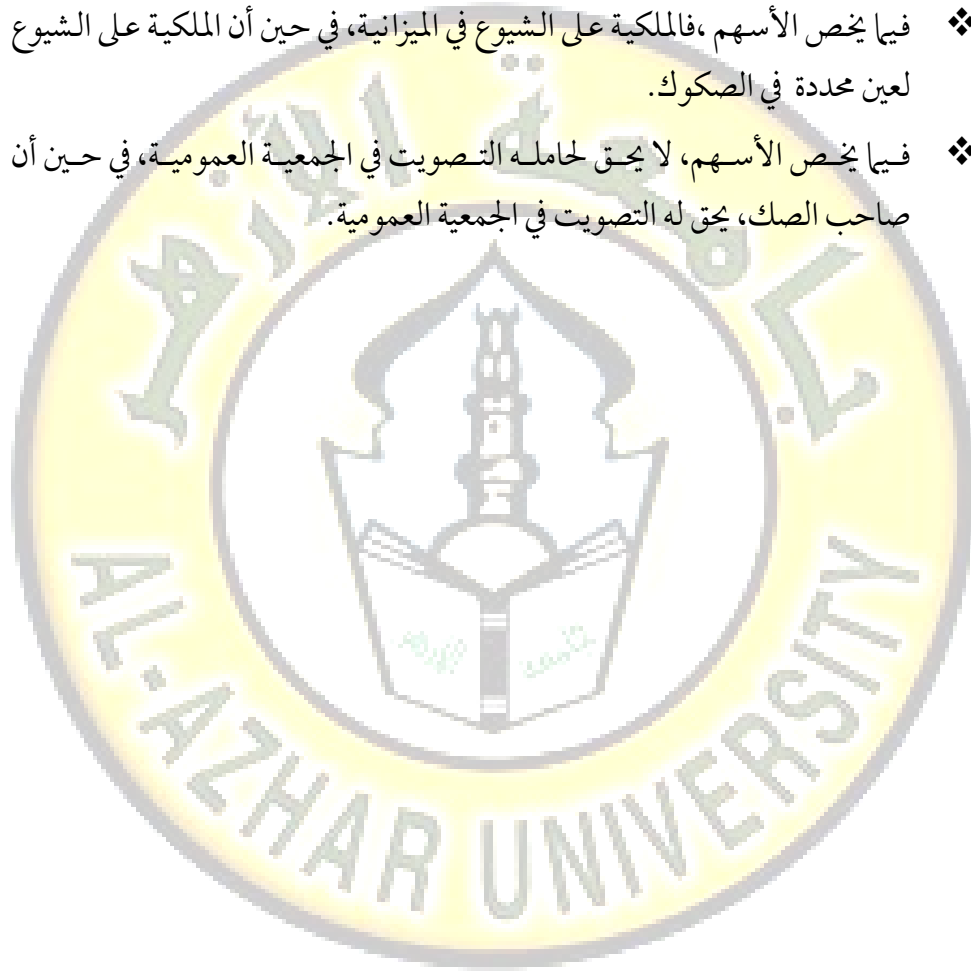 ❖ فيما يخص الأسهم ،فالملكية على الشيوع في الميزانية، في حين أن الملكية على الشيوع
لعين محددة في الصكوك.
❖ فيما يخص الأسهم، لا يحق لحامله التصويت في الجمعية العمومية، في حين أن
صاحب الصك، يحق له التصويت في الجمعية العمومية.
جامعة الأزهر
AL-AZHAR UNIVERSITY